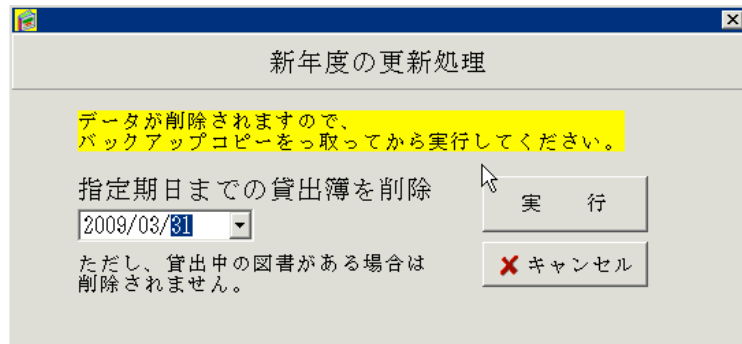 新年度の更新処理
データが削除されますので、
バックアップコピーをっ取ってから実行してください。
指定期日までの貸出簿を削除
2009/03/31
実　行
ただし、貸出中の図書がある場合は
削除されません。
キャンセル